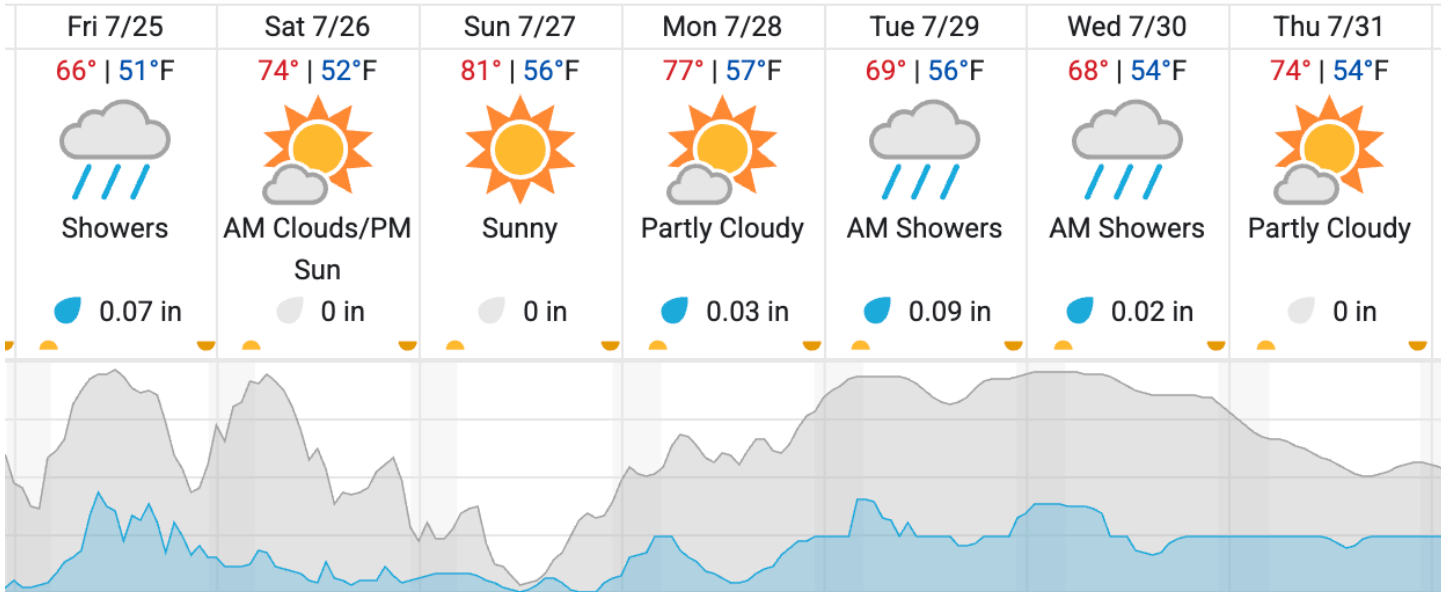 Fri 7/25 Sat 7/26 Sun 7/27 Mon 7/28 Tue 7/29 Wed 7/30 Thu 7/31
66° | 51°F 74° | 52°F 81° | 56°F 77° | 57°F 69° | 56°F 68° | 54°F 74° | 54°F
Showers AM Clouds/PM Sunny Partly Cloudy AM Showers AM Showers Partly Cloudy
Sun
0.07 in 0 in 0 in 0.03 in 0.09 in 0.02 in 0 in